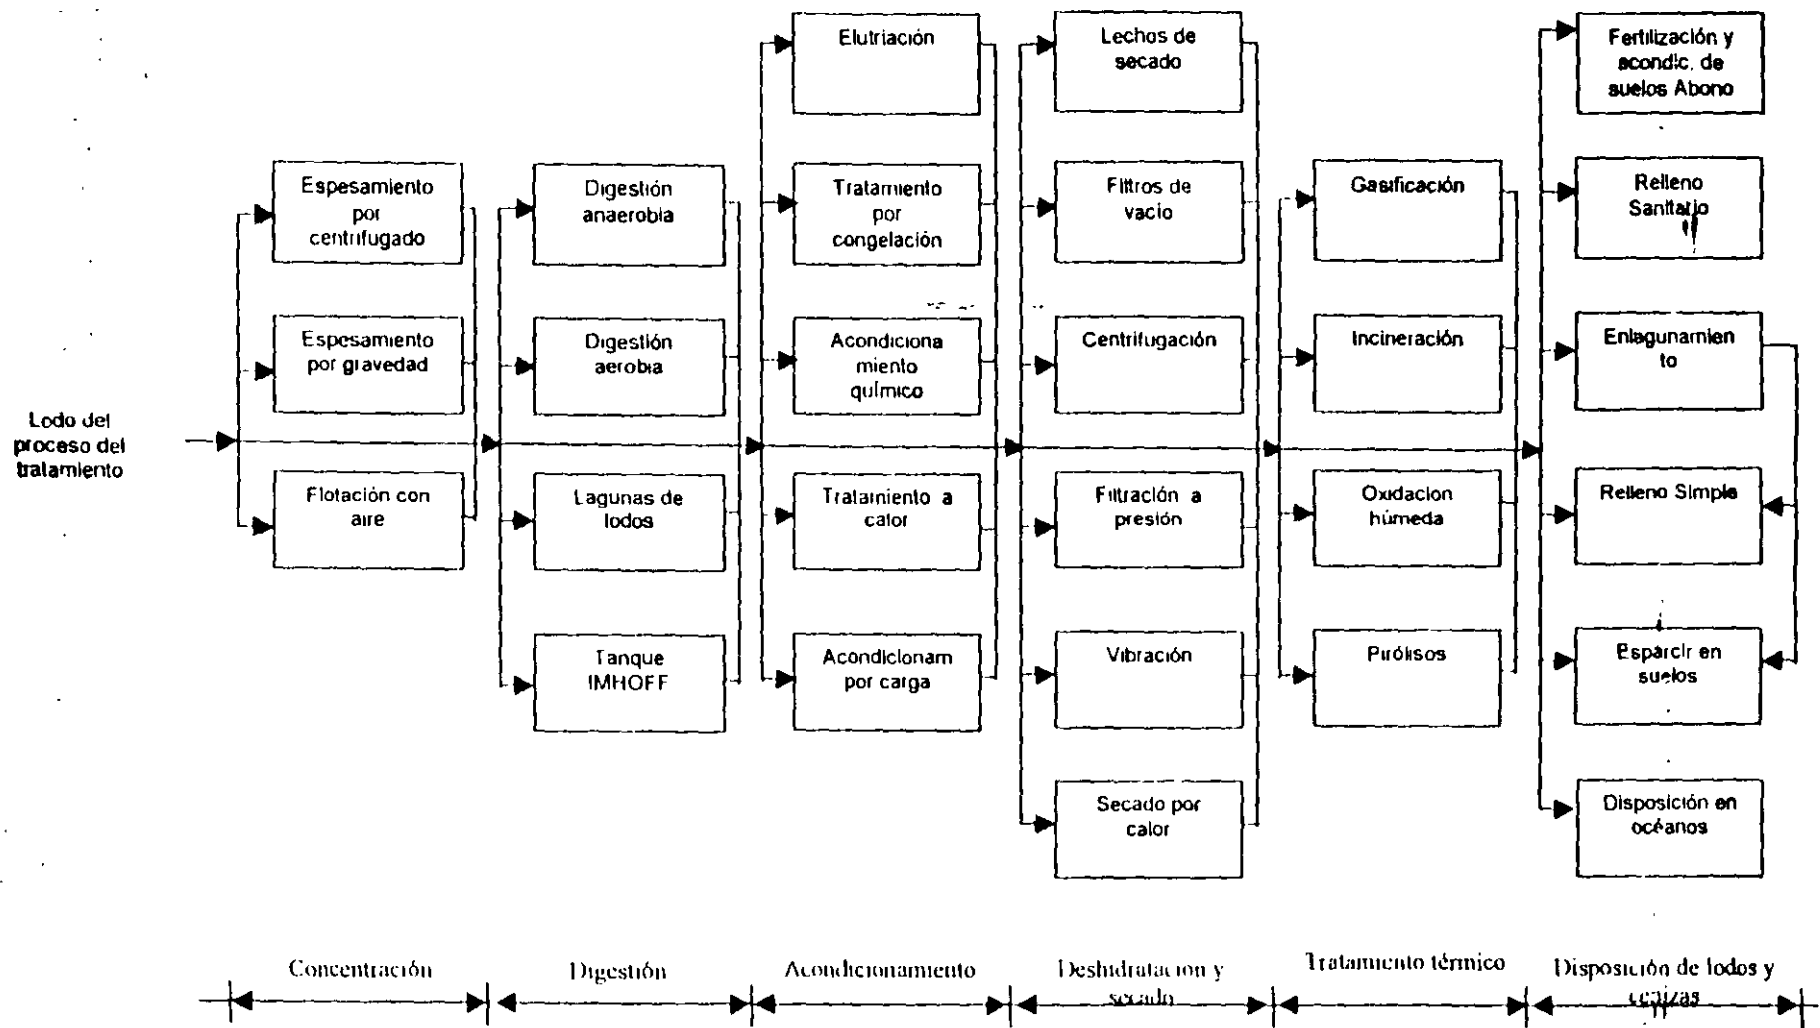 Lodo del
proceso del
tratamiento
Espesamiento
por
centrifugado
Espesamiento
por gravedad
Flotación con
aire
Digestión
anaerobia
Digestión
aerobia
Lagunas de
lodos
Tanque
IMHOFF
Elutriación
Tratamiento
por
congelación
Acondiciona
miento
químico
Tratamiento a
calor
Acondicionam
por carga
Lechos de
secado
Filtros de
vacío
Centrifugación
Filtración a
presión
Vibración
Secado por
calor
Gasificación
Incineración
Oxidacion
húmeda
Pirólisos
Fertilización y
acondic. de
suelos Abono
Relleno
Sanitario
Enlagunamien
to
Relleno Simple
Esparcir en
suelos
Disposición en
océanos
Concentración
Digestión
Acondicionamiento
Deshidratación y
secado
Tratamiento térmico
Disposición de lodos y
cenizas